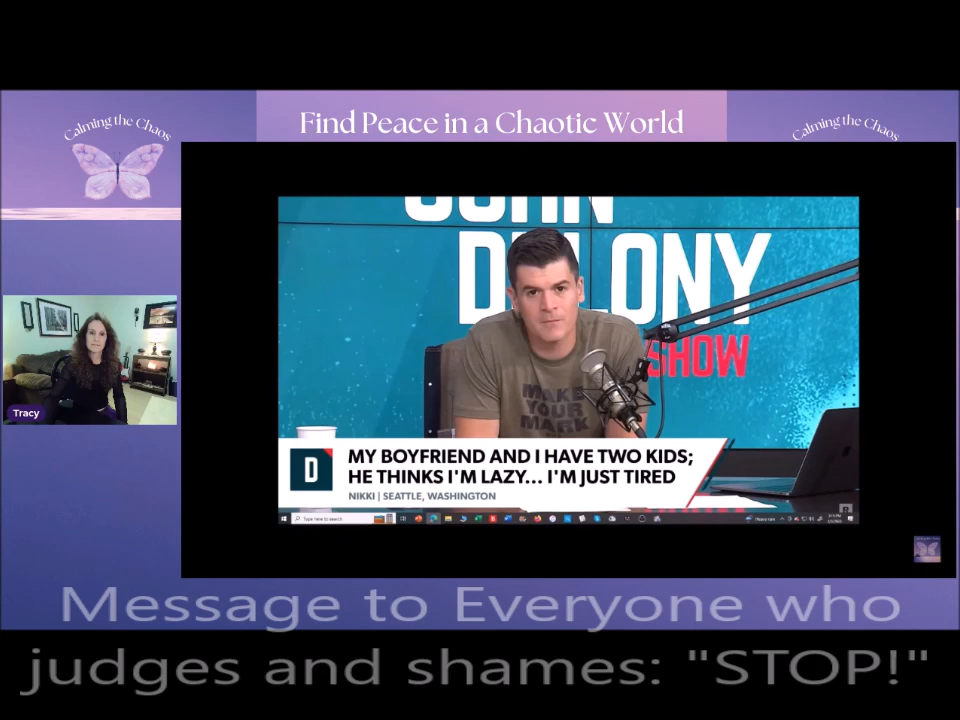 Find Peace in a Chaotic World
Calming the Chaos
Calming the Chaos
DELONY
SHOW
MAKE
YOUR
MARK
Tracy
D
MY BOYFRIEND AND I HAVE TWO KIDS;
HE THINKS I'M LAZY... I'M JUST TIRED
NIKKI | SEATTLE, WASHINGTON
Type here to search
Message to Everyone who
judges and shames: "STOP!"